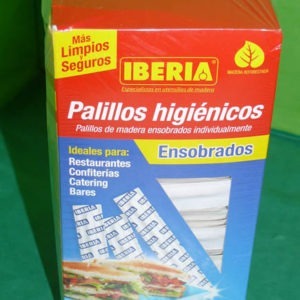 Más
Limpios
y
Seguros
IBERIA®
Especialistas en utensilios de madera
MADERA REFORESTADA
Palillos higiénicos
Palillos de madera ensobrados individualmente
Ideales para:
Ensobrados
Restaurantes
Confiterías
Catering
Bares